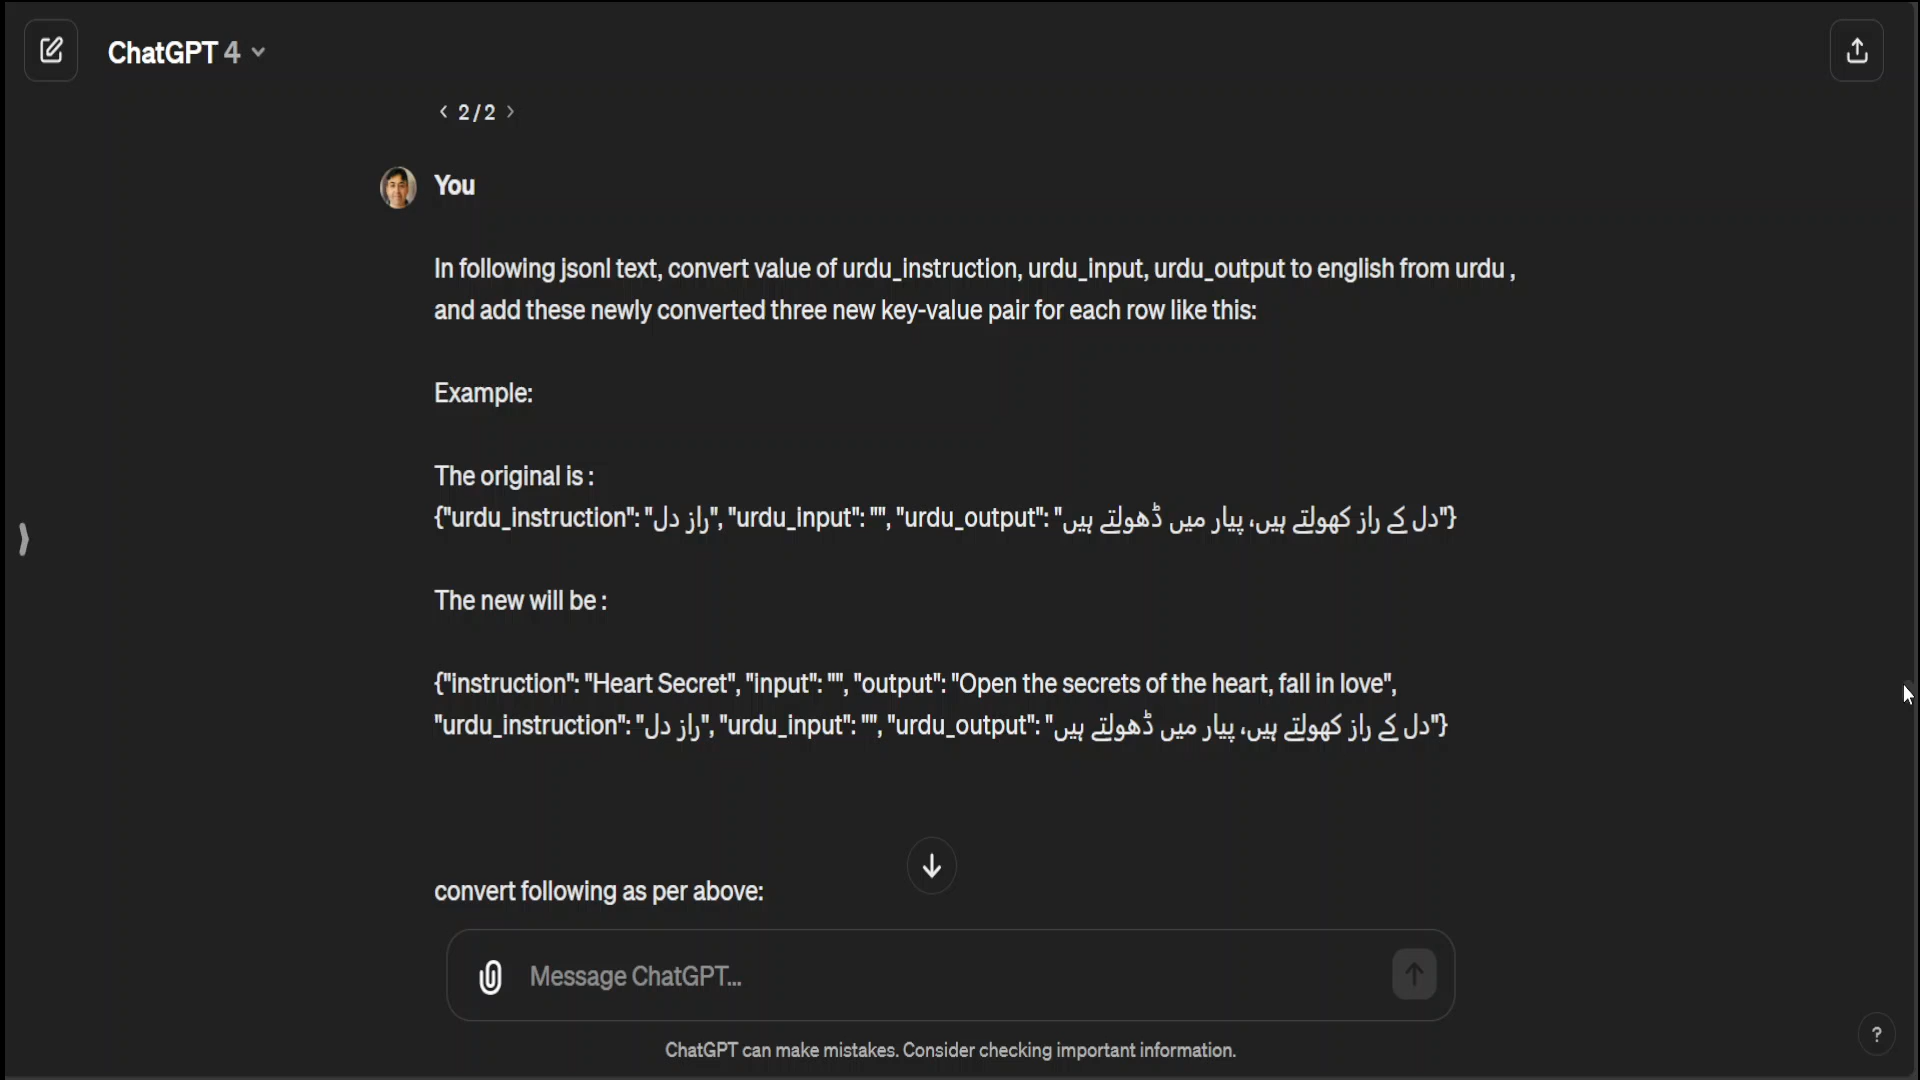 ChatGPT 4
2/2
You
In following jsonl text, convert value of urdu_instruction, urdu_input, urdu_output to english from urdu ,
and add these newly converted three new key-value pair for each row like this:
Example:
The original is :
{"urdu_instruction": "راز دل", "urdu_input": "", "urdu_output": "دل کے راز کھولتے ہیں، پیار میں ڈھولتے ہیں"}
The new will be :
{"instruction": "Heart Secret", "input": "", "output": "Open the secrets of the heart, fall in love",
"urdu_instruction": "راز دل", "urdu_input": "", "urdu_output": "دل کے راز کھولتے ہیں، پیار میں ڈھولتے ہیں"}
convert following as per above:
Message ChatGPT...
ChatGPT can make mistakes. Consider checking important information.
?